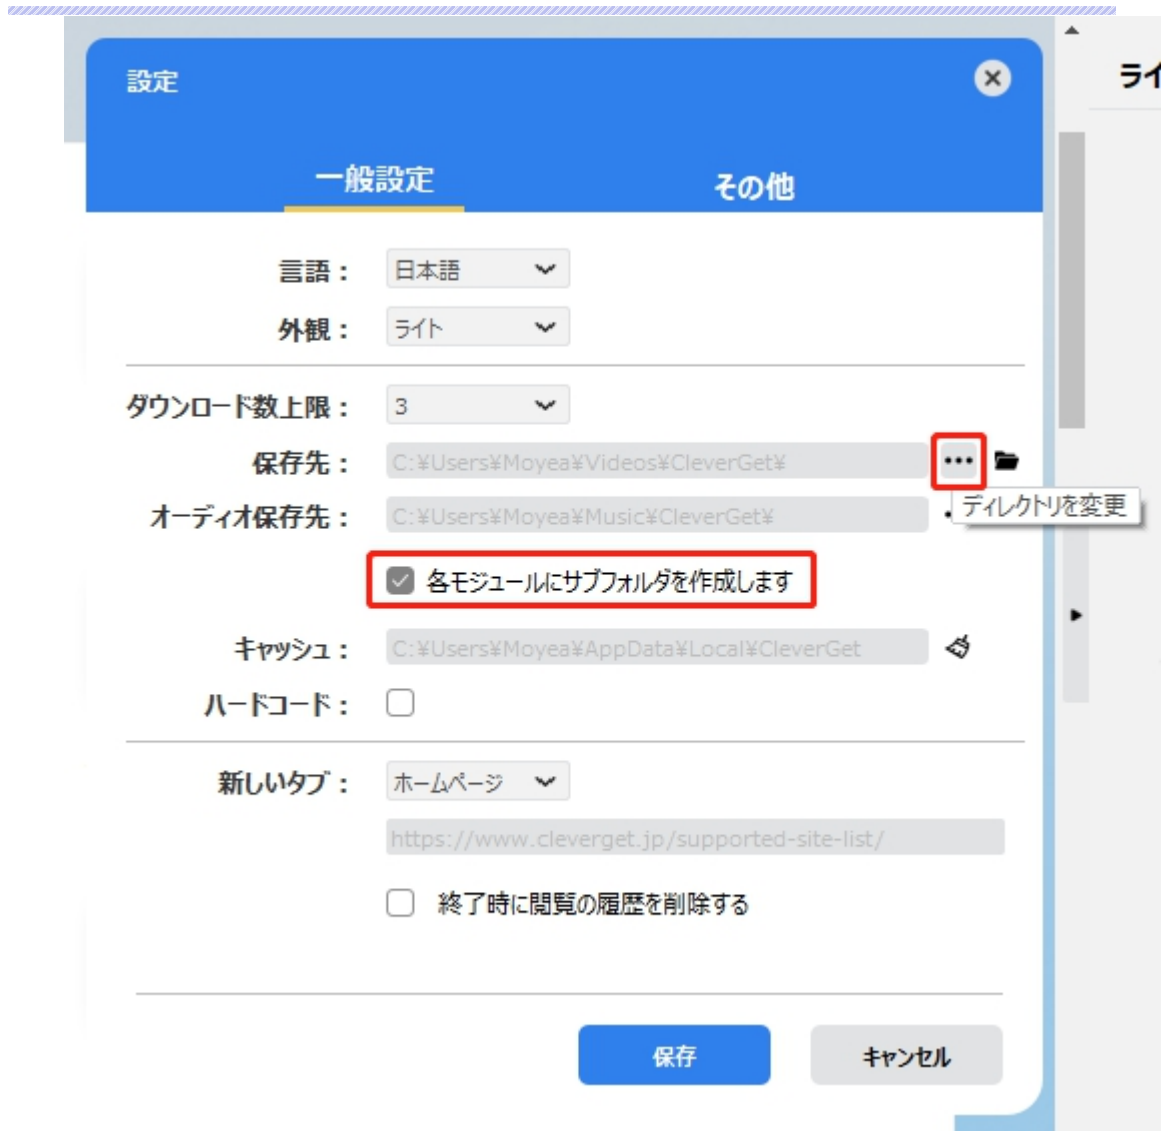 設定
ライ
一般設定
その他
言語：
日本語
外観：
ライト
ダウンロード数上限：
3
保存先：
C:¥Users¥Moyea¥Videos¥CleverGet¥
ディレクトリを変更
オーディオ保存先：
C:¥Users¥Moyea¥Music¥CleverGet¥
各モジュールにサブフォルダを作成します
キャッシュ：
C:¥Users¥Moyea¥AppData¥Local¥CleverGet
ハードコード：
新しいタブ：
ホームページ
https://www.cleverget.jp/supported-site-list/
終了時に閲覧の履歴を削除する
保存
キャンセル